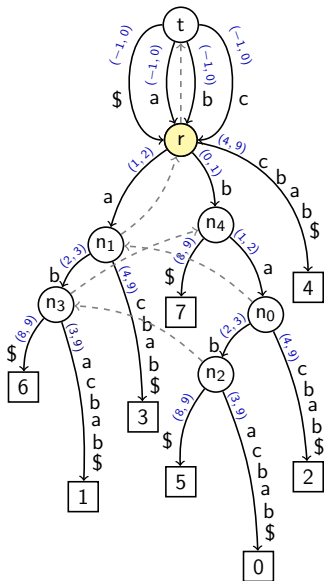 t
(−1, 0) (−1, 0) (−1, 0) (−1, 0)
$ a b c
r
(1, 2) (0, 1) (4, 9)
a b c b a b $
n4
n1
(2, 3) (4, 9) (8, 9) (1, 2)
b c b a b $ $ a
n3
7
4
n0
(8, 9) (3, 9) (2, 3) (4, 9)
$ a c b a b $ b c b a b $
6
3
n2
(8, 9) (3, 9)
$ a c b a b $
1
5
2
0